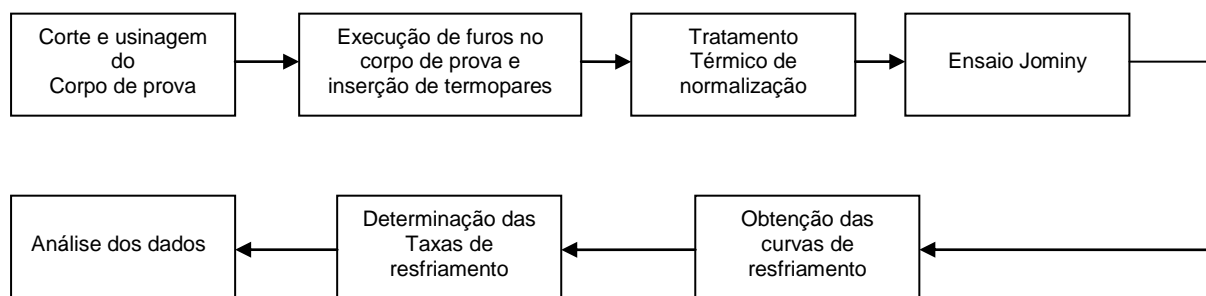 Corte e usinagem
do
Corpo de prova
Execução de furos no
corpo de prova e
inserção de termopares
Tratamento
Térmico de
normalização
Ensaio Jominy
Análise dos dados
Determinação das
Taxas de
resfriamento
Obtenção das
curvas de
resfriamento